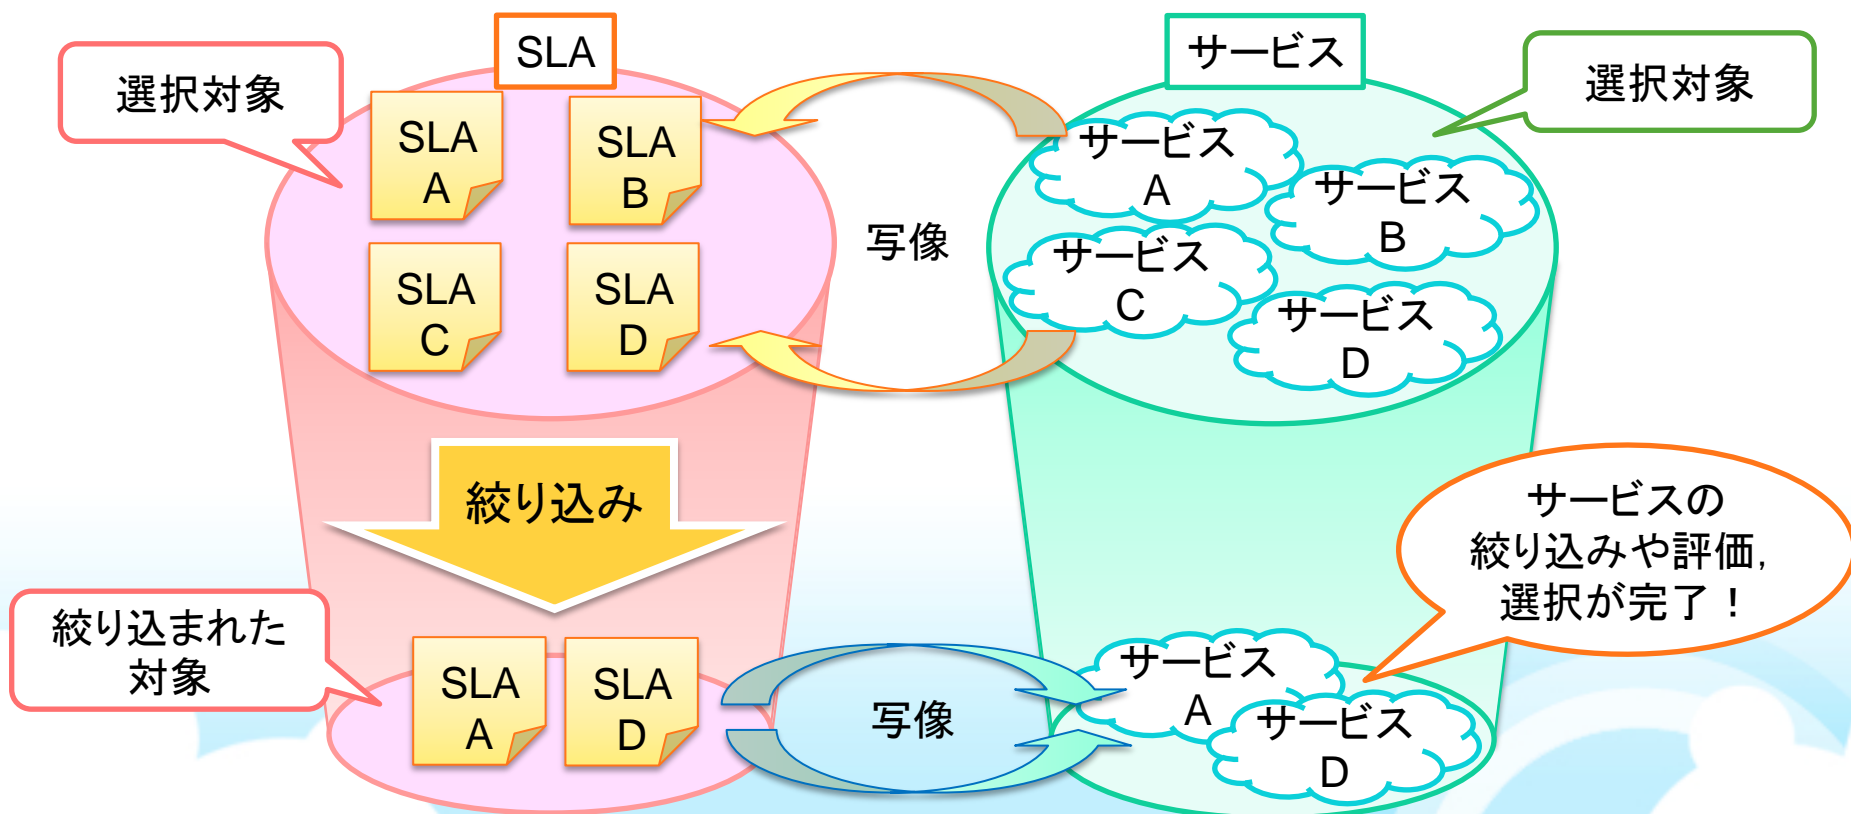 SLA
サービス
選択対象
選択対象
SLA
A
SLA
B
SLA
C
SLA
D
写像
サービス
A
サービス
B
サービス
C
サービス
D
絞り込み
サービスの
絞り込みや評価,
選択が完了！
絞り込まれた
対象
SLA
A
SLA
D
写像
サービス
A
サービス
D